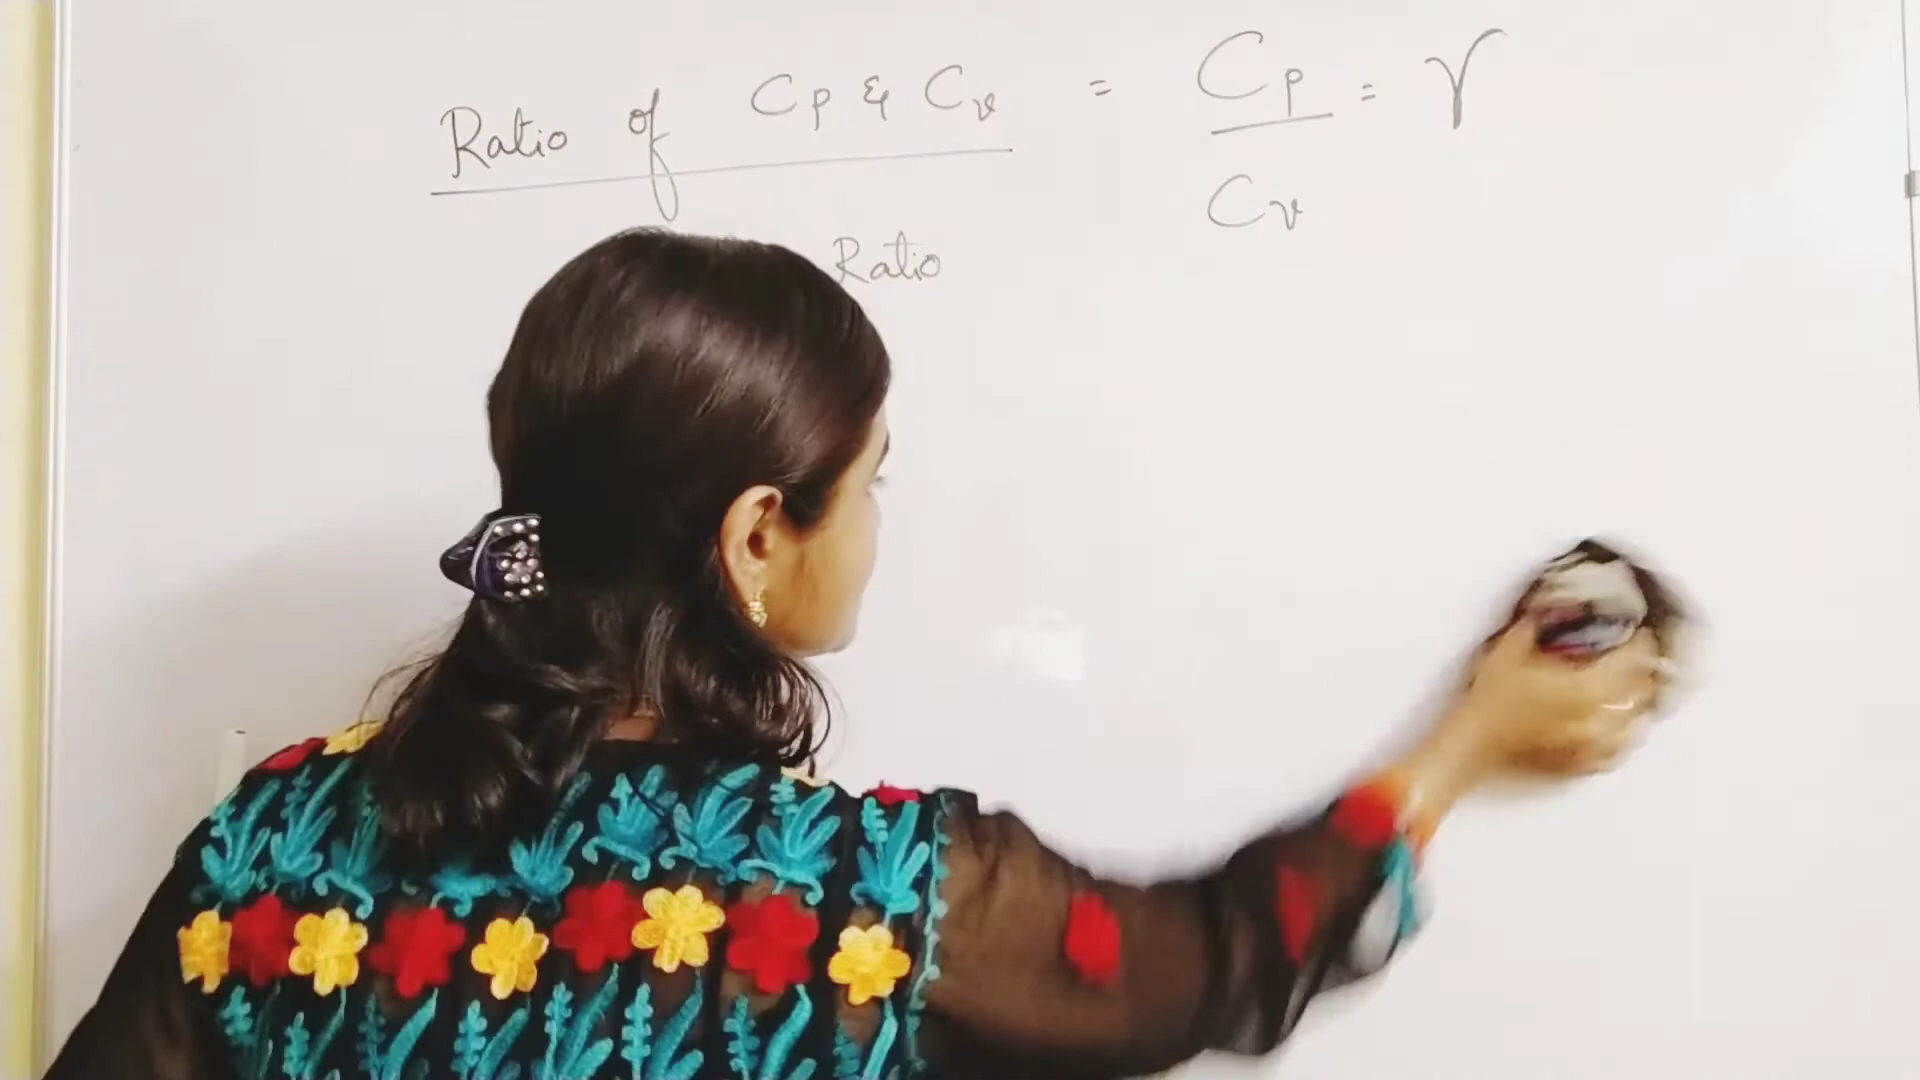 Ratio of Cp & Cv = Cp / Cv = γ
Ratio